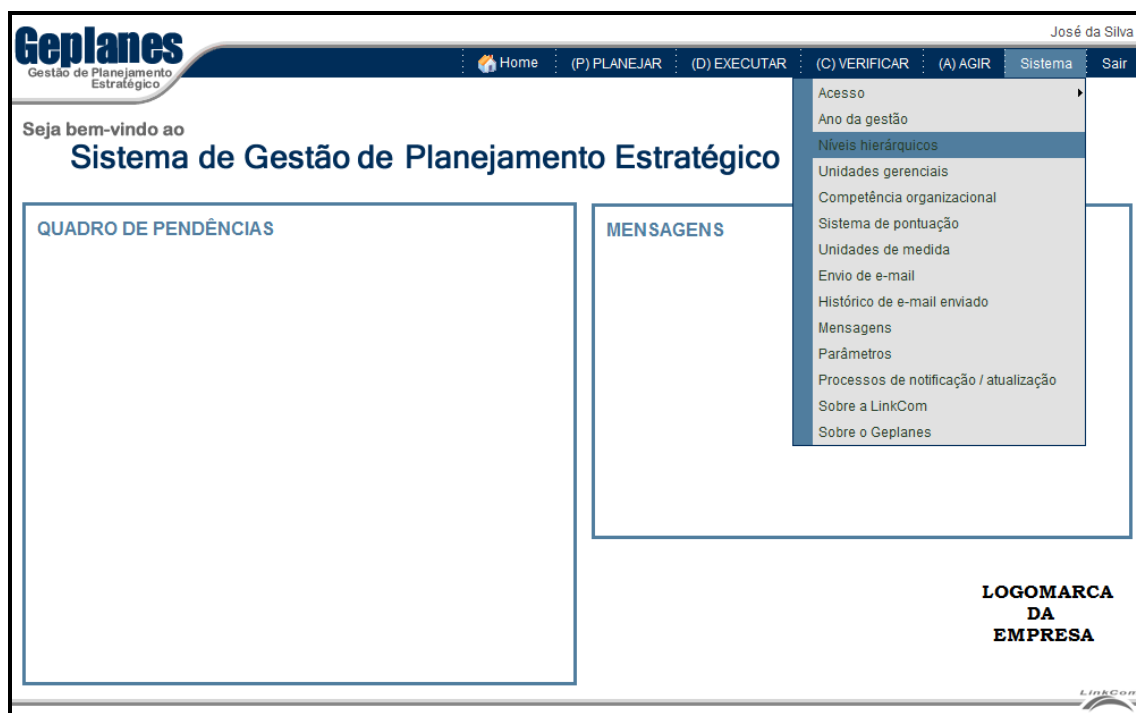 José da Silva
Geplanes
Gestão de Planejamento
Estratégico
Home (P) PLANEJAR (D) EXECUTAR (C) VERIFICAR (A) AGIR Sistema Sair
Acesso
Ano da gestão
Níveis hierárquicos
Unidades gerenciais
Competência organizacional
Sistema de pontuação
Unidades de medida
Envio de e-mail
Histórico de e-mail enviado
Mensagens
Parâmetros
Processos de notificação / atualização
Sobre a LinkCom
Sobre o Geplanes
Seja bem-vindo ao
Sistema de Gestão de Planejamento Estratégico
QUADRO DE PENDÊNCIAS
MENSAGENS
LOGOMARCA
DA
EMPRESA
LinkCom